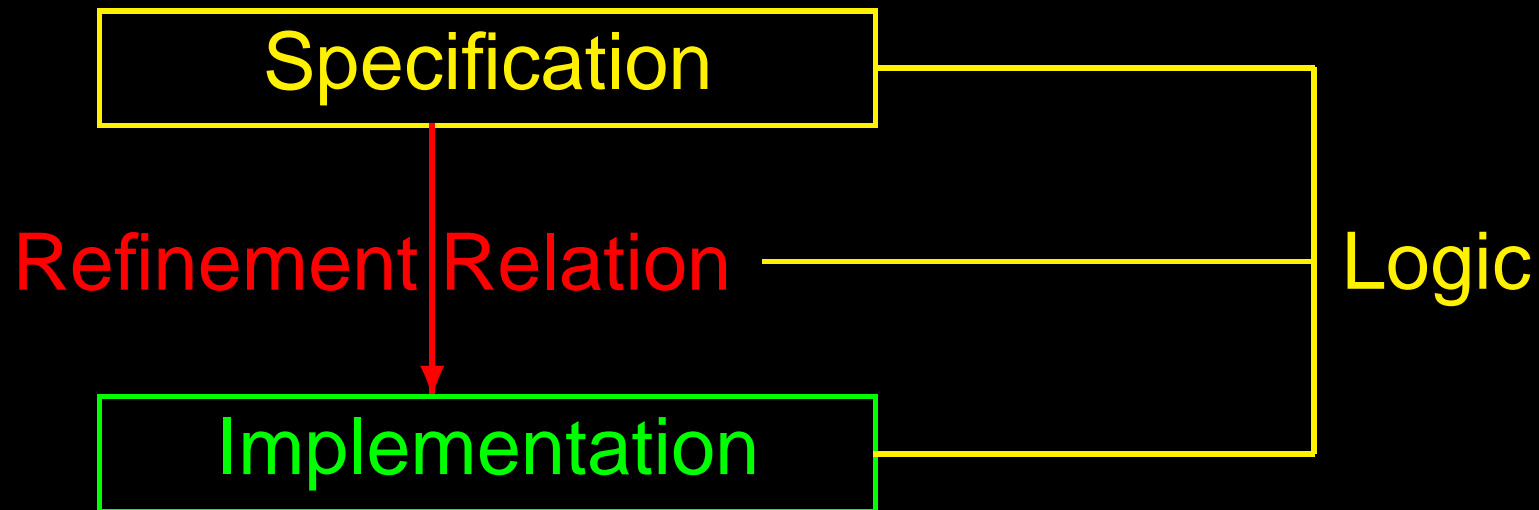 Specification
Refinement Relation
Logic
Implementation